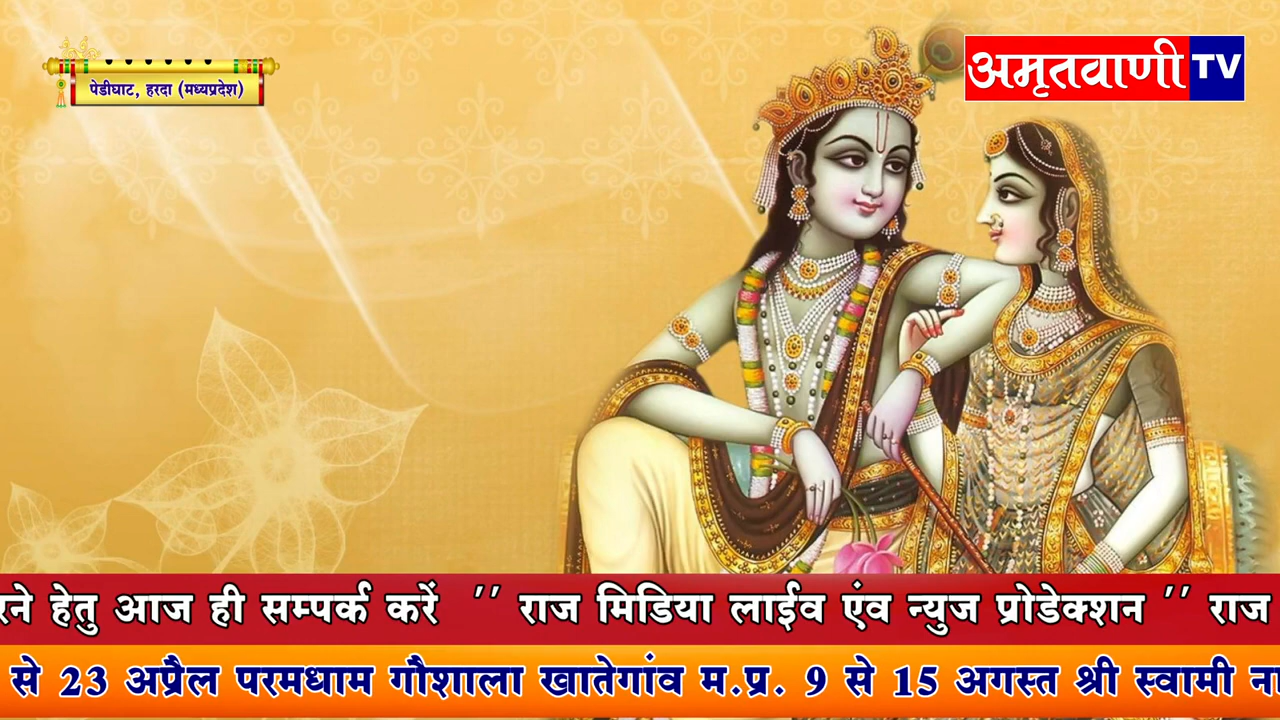 अमृतवाणी TV
पेडीघाट, हरदा (मध्यप्रदेश)
हेतु आज ही सम्पर्क करें '' राज मिडिया लाईव एंव न्युज प्रोडेक्शन '' राज
से 23 अप्रैल परमधाम गौशाला खातेगांव म.प्र. 9 से 15 अगस्त श्री स्वामी